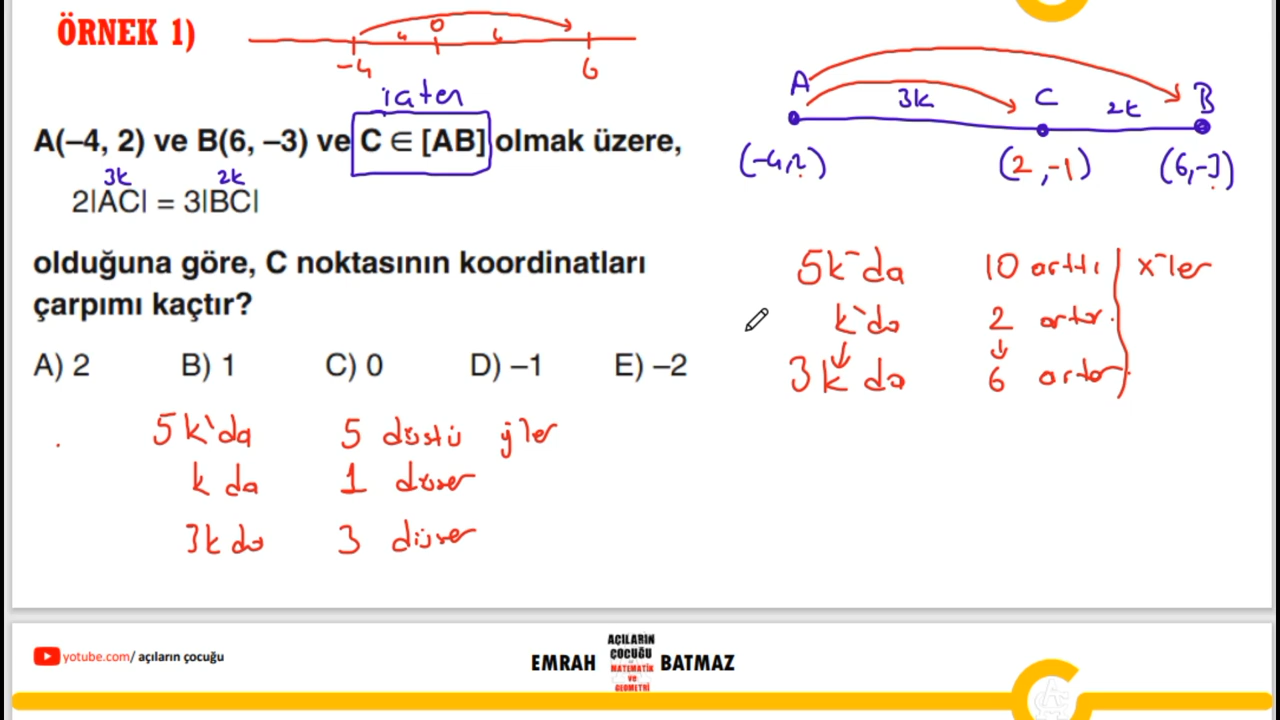 ÖRNEK 1)
0
4 6
-4 6
içten
A(–4, 2) ve B(6, –3) ve C ∈ [AB] olmak üzere,
3k 2k
2|AC| = 3|BC|
olduğuna göre, C noktasının koordinatları
çarpımı kaçtır?
A) 2 B) 1 C) 0 D) –1 E) –2
A 3k C 2k B
(-4,2) (2,-1) (6,-3)
5k'da 10 arttı x'ler
k'da 2 artar.
3k da 6 artar
5k'da 5 düştü y'ler
k da 1 düşer
3k da 3 düşer
yotube.com/ açıların çocuğu
EMRAH BATMAZ
AÇILARIN
ÇOCUĞU
MATEMATİK
ve
GEOMETRİ